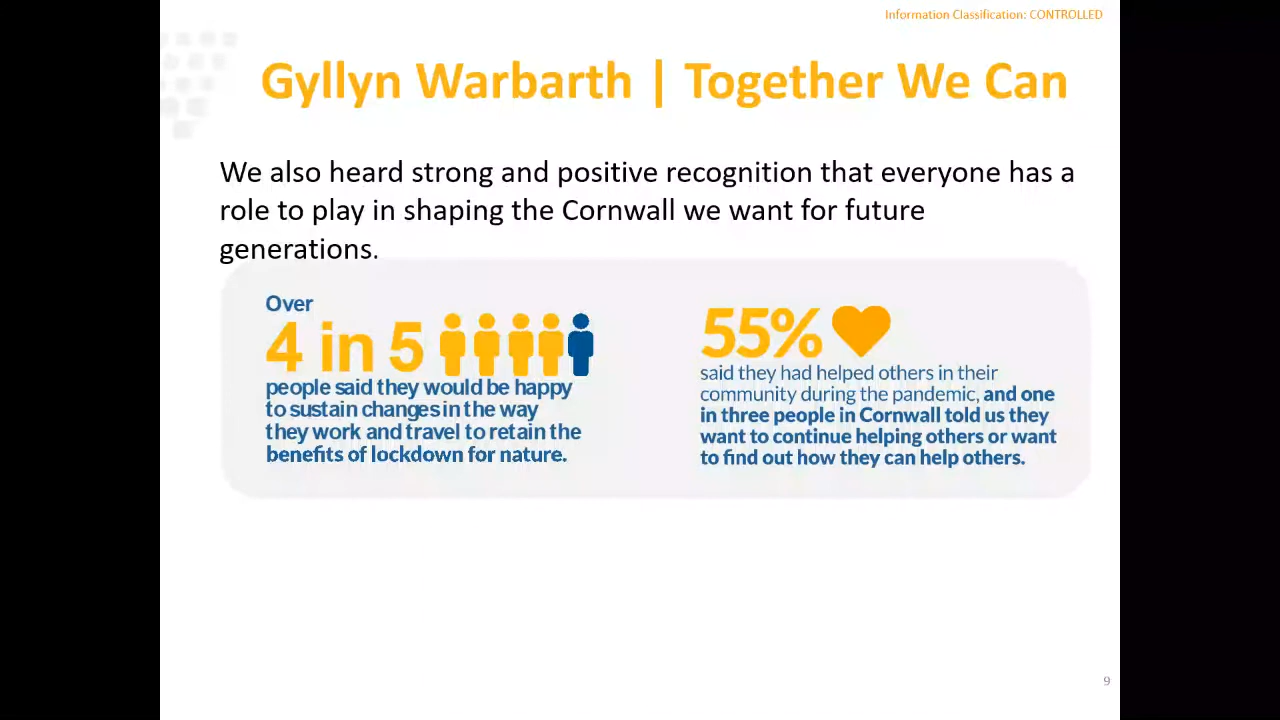 Information Classification: CONTROLLED
Gyllyn Warbarth | Together We Can
We also heard strong and positive recognition that everyone has a
role to play in shaping the Cornwall we want for future
generations.
Over
4 in 5
people said they would be happy
to sustain changes in the way
they work and travel to retain the
benefits of lockdown for nature.
55%
said they had helped others in their
community during the pandemic, and one
in three people in Cornwall told us they
want to continue helping others or want
to find out how they can help others.
9